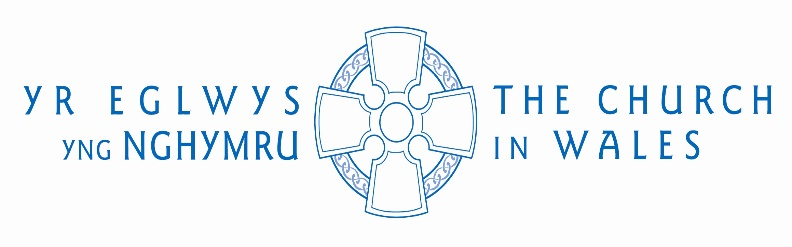 YR EGLWYS
YNG NGHYMRU
THE CHURCH
IN WALES